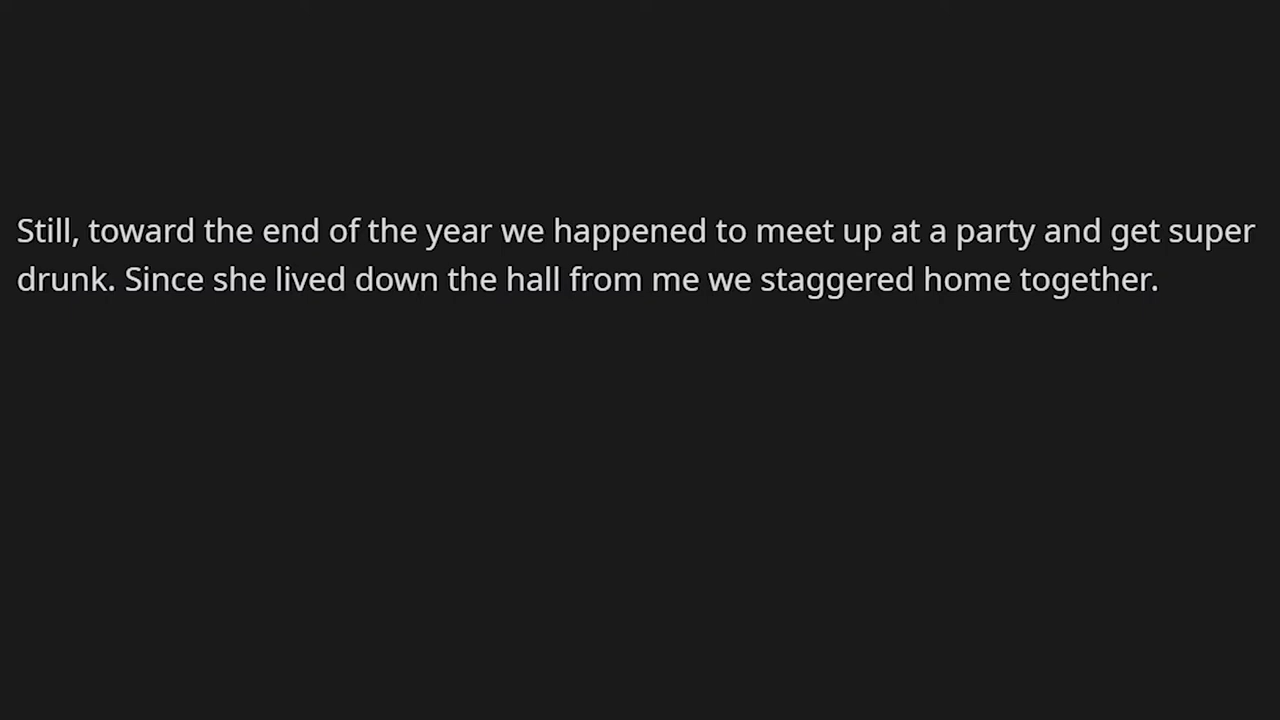 Still, toward the end of the year we happened to meet up at a party and get super
drunk. Since she lived down the hall from me we staggered home together.